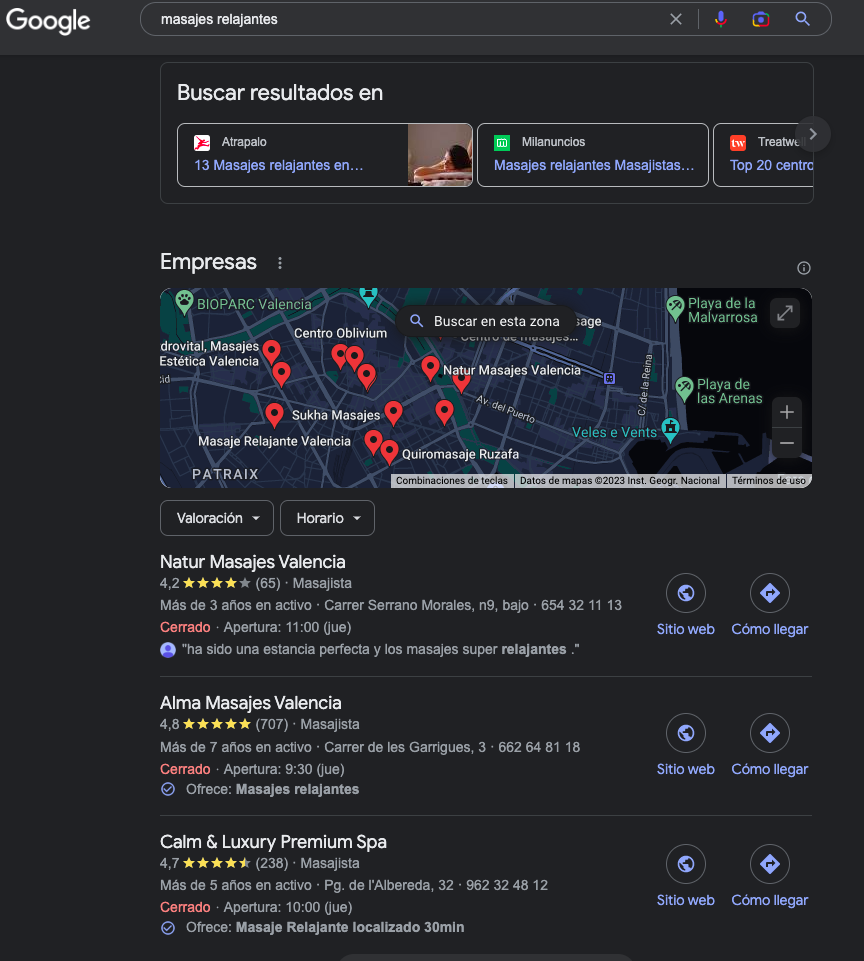 Google
masajes relajantes
Buscar resultados en
Atrapalo
13 Masajes relajantes en…
Milanuncios
Masajes relajantes Masajistas…
Treatwe
Top 20 centro
Empresas
BIOPARC Valencia
Buscar en esta zona
sage
Centro de masajes...
Playa de la
Malvarrosa
Centro Oblivium
drovital, Masajes
Estética Valencia
Natur Masajes Valencia
cid
C/ de la Reina
Playa de
las Arenas
Av. del Puerto
Sukha Masajes
Masaje Relajante Valencia
Veles e Vents
Quiromasaje Ruzafa
PATRAIX
Combinaciones de teclas
Datos de mapas ©2023 Inst. Geogr. Nacional
Términos de uso
Valoración
Horario
Natur Masajes Valencia
4,2 (65) · Masajista
Más de 3 años en activo · Carrer Serrano Morales, n9, bajo · 654 32 11 13
Cerrado · Apertura: 11:00 (jue)
"ha sido una estancia perfecta y los masajes super relajantes ."
Sitio web
Cómo llegar
Alma Masajes Valencia
4,8 (707) · Masajista
Más de 7 años en activo · Carrer de les Garrigues, 3 · 662 64 81 18
Cerrado · Apertura: 9:30 (jue)
Ofrece: Masajes relajantes
Sitio web
Cómo llegar
Calm & Luxury Premium Spa
4,7 (238) · Masajista
Más de 5 años en activo · Pg. de l'Albereda, 32 · 962 32 48 12
Cerrado · Apertura: 10:00 (jue)
Ofrece: Masaje Relajante localizado 30min
Sitio web
Cómo llegar